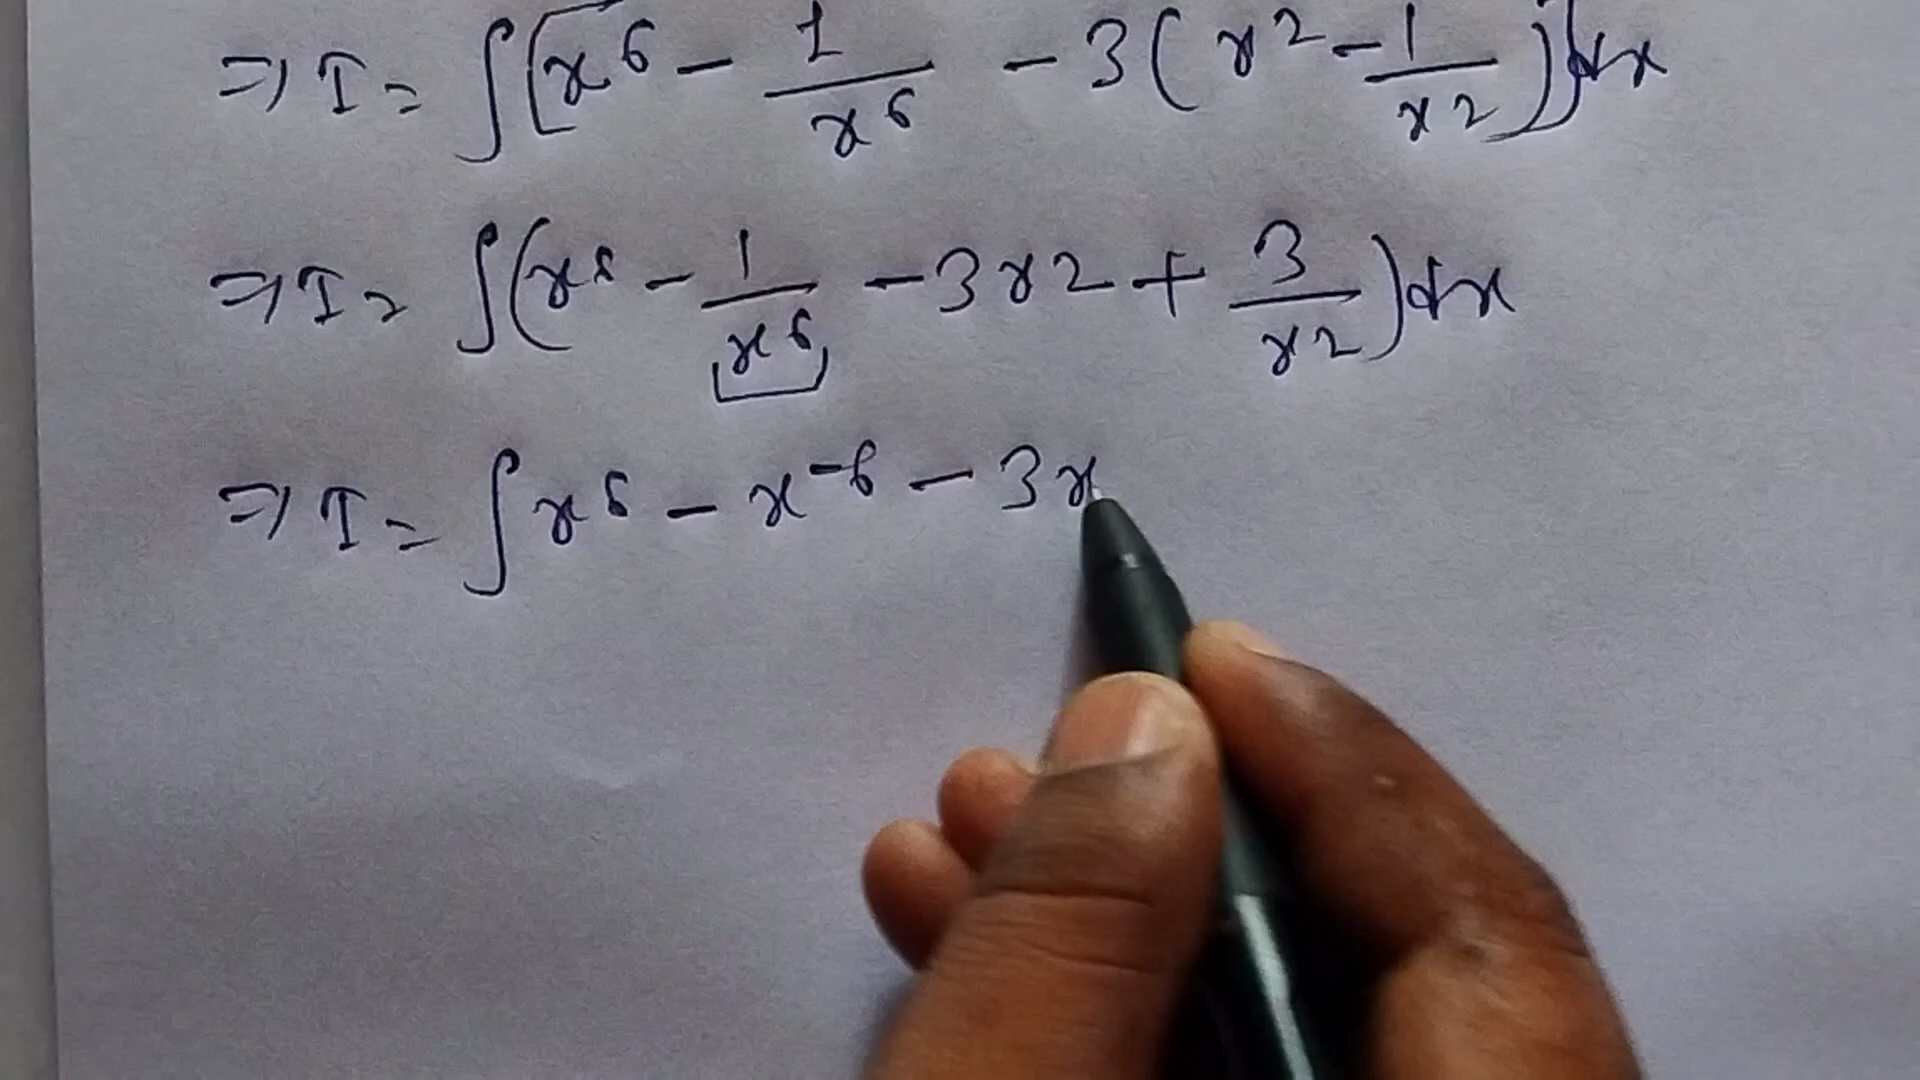 ⇒ I = ∫[x⁶ - 1/x⁶ - 3(x² - 1/x²)]dx
⇒ I = ∫(x⁶ - 1/x⁶ - 3x² + 3/x²)dx
⇒ I = ∫x⁶ - x⁻⁶ - 3x